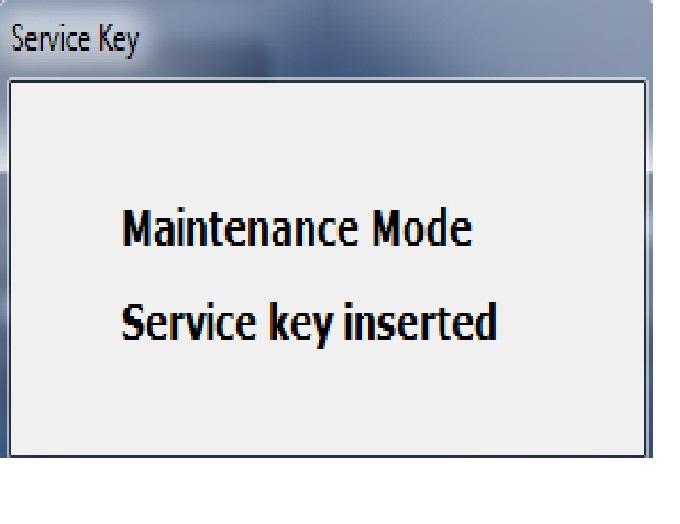 Service Key
Maintenance Mode
Service key inserted